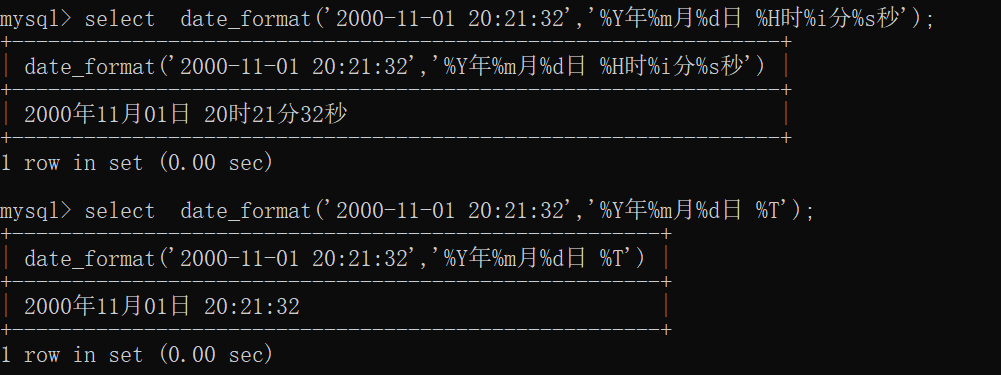 mysql> select  date_format('2000-11-01 20:21:32','%Y年%m月%d日 %H时%i分%s秒');
+----------------------------------------------------------------+
| date_format('2000-11-01 20:21:32','%Y年%m月%d日 %H时%i分%s秒') |
+----------------------------------------------------------------+
| 2000年11月01日 20时21分32秒                                    |
+----------------------------------------------------------------+
1 row in set (0.00 sec)
mysql> select  date_format('2000-11-01 20:21:32','%Y年%m月%d日 %T');
+------------------------------------------------------+
| date_format('2000-11-01 20:21:32','%Y年%m月%d日 %T') |
+------------------------------------------------------+
| 2000年11月01日 20:21:32                              |
+------------------------------------------------------+
1 row in set (0.00 sec)